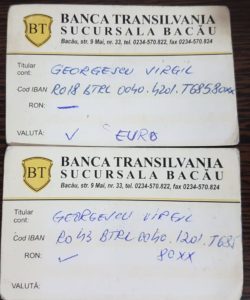 BT
BANCA TRANSILVANIA
SUCURSALA BACĂU
Bacău, str. 9 Mai, nr. 33, tel. 0234-570.822, fax 0234-570.824
Titular
cont: GEORGESCU VIRGIL
Cod IBAN RO18 BTRL 0040. 4201. T68580xx
RON: —
VALUTĂ: ✓ EURO
BT
BANCA TRANSILVANIA
SUCURSALA BACĂU
Bacău, str. 9 Mai, nr. 33, tel. 0234-570.822, fax 0234-570.824
Titular
cont: GEORGESCU VIRGIL
Cod IBAN RO43 BTRL 0040. 1201. T685
RON: ✓ 80XX
VALUTĂ: